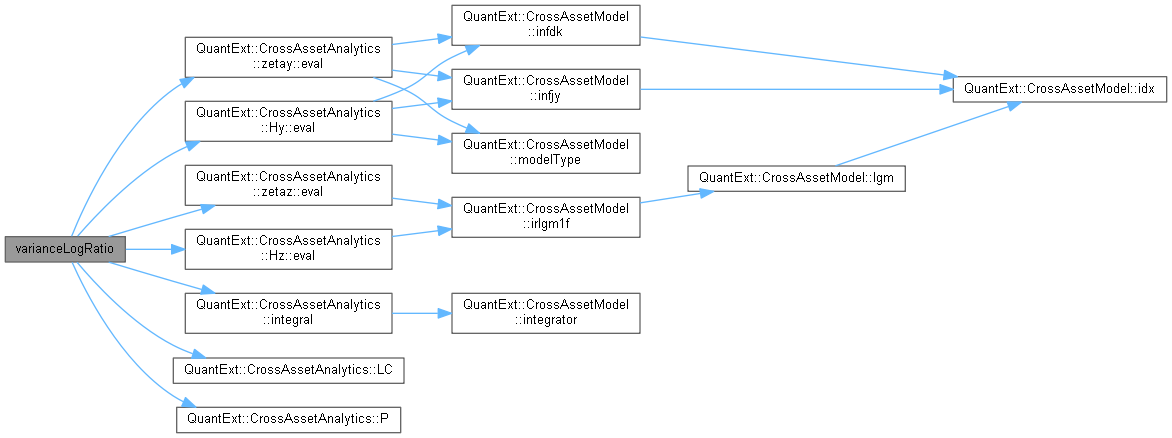 varianceLogRatio
QuantExt::CrossAssetAnalytics
::zetay::eval
QuantExt::CrossAssetAnalytics
::Hy::eval
QuantExt::CrossAssetAnalytics
::zetaz::eval
QuantExt::CrossAssetAnalytics
::Hz::eval
QuantExt::CrossAssetAnalytics
::integral
QuantExt::CrossAssetAnalytics::LC
QuantExt::CrossAssetAnalytics::P
QuantExt::CrossAssetModel
::infdk
QuantExt::CrossAssetModel
::infjy
QuantExt::CrossAssetModel
::modelType
QuantExt::CrossAssetModel
::irlgm1f
QuantExt::CrossAssetModel
::integrator
QuantExt::CrossAssetModel::lgm
QuantExt::CrossAssetModel::idx